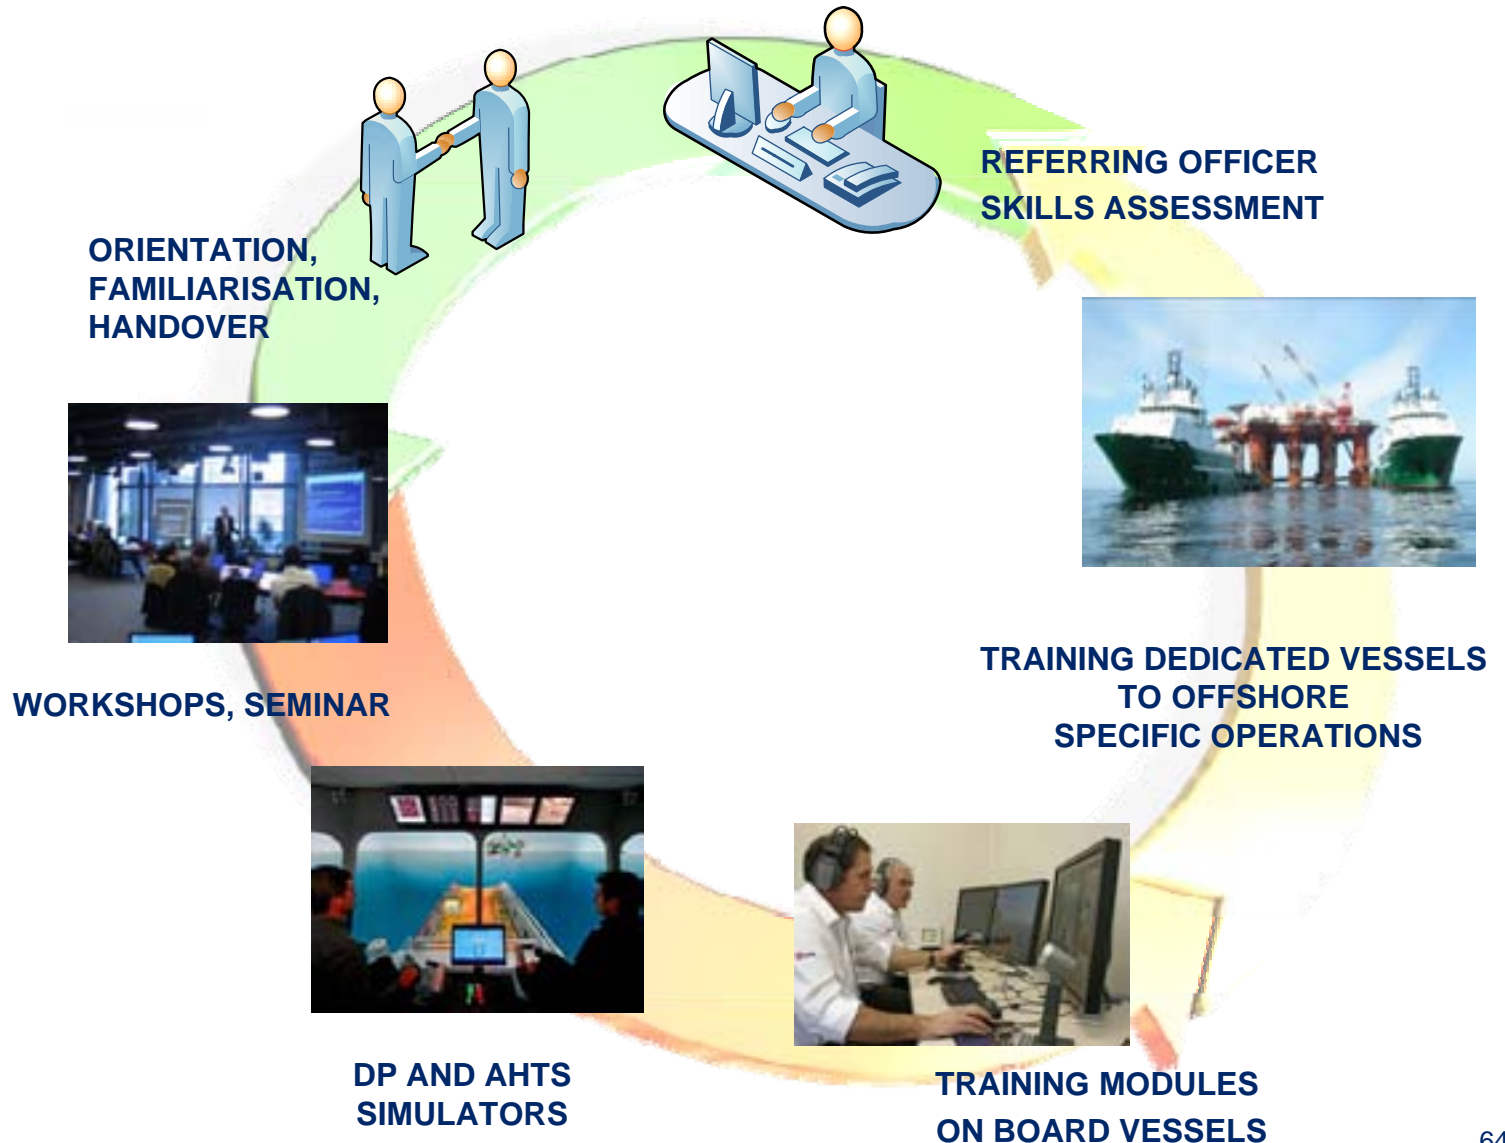 REFERRING OFFICER
SKILLS ASSESSMENT
ORIENTATION,
FAMILIARISATION,
HANDOVER
TRAINING DEDICATED VESSELS
TO OFFSHORE
SPECIFIC OPERATIONS
WORKSHOPS, SEMINAR
DP AND AHTS
SIMULATORS
TRAINING MODULES
ON BOARD VESSELS
64